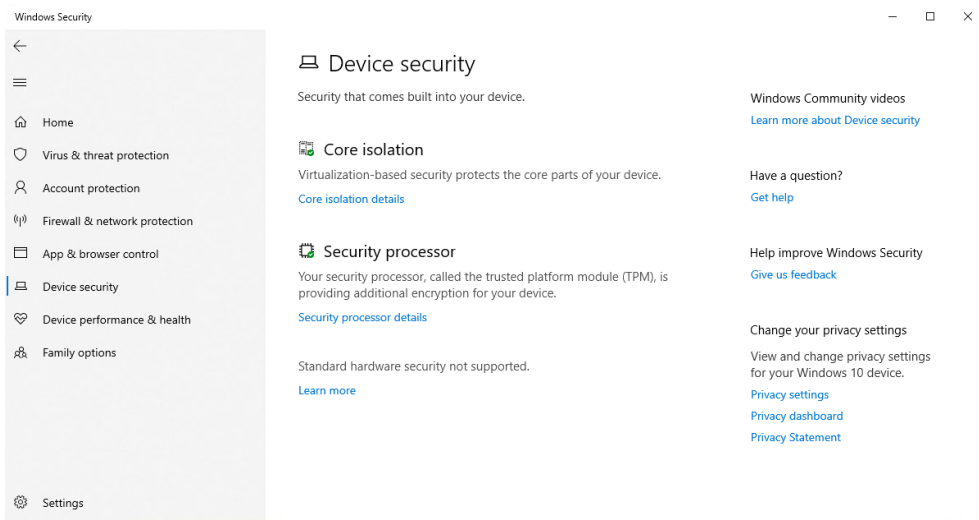 Windows Security
Home
Virus & threat protection
Account protection
Firewall & network protection
App & browser control
Device security
Device performance & health
Family options
Settings
Device security
Security that comes built into your device.
Core isolation
Virtualization-based security protects the core parts of your device.
Core isolation details
Security processor
Your security processor, called the trusted platform module (TPM), is
providing additional encryption for your device.
Security processor details
Standard hardware security not supported.
Learn more
Windows Community videos
Learn more about Device security
Have a question?
Get help
Help improve Windows Security
Give us feedback
Change your privacy settings
View and change privacy settings
for your Windows 10 device.
Privacy settings
Privacy dashboard
Privacy Statement